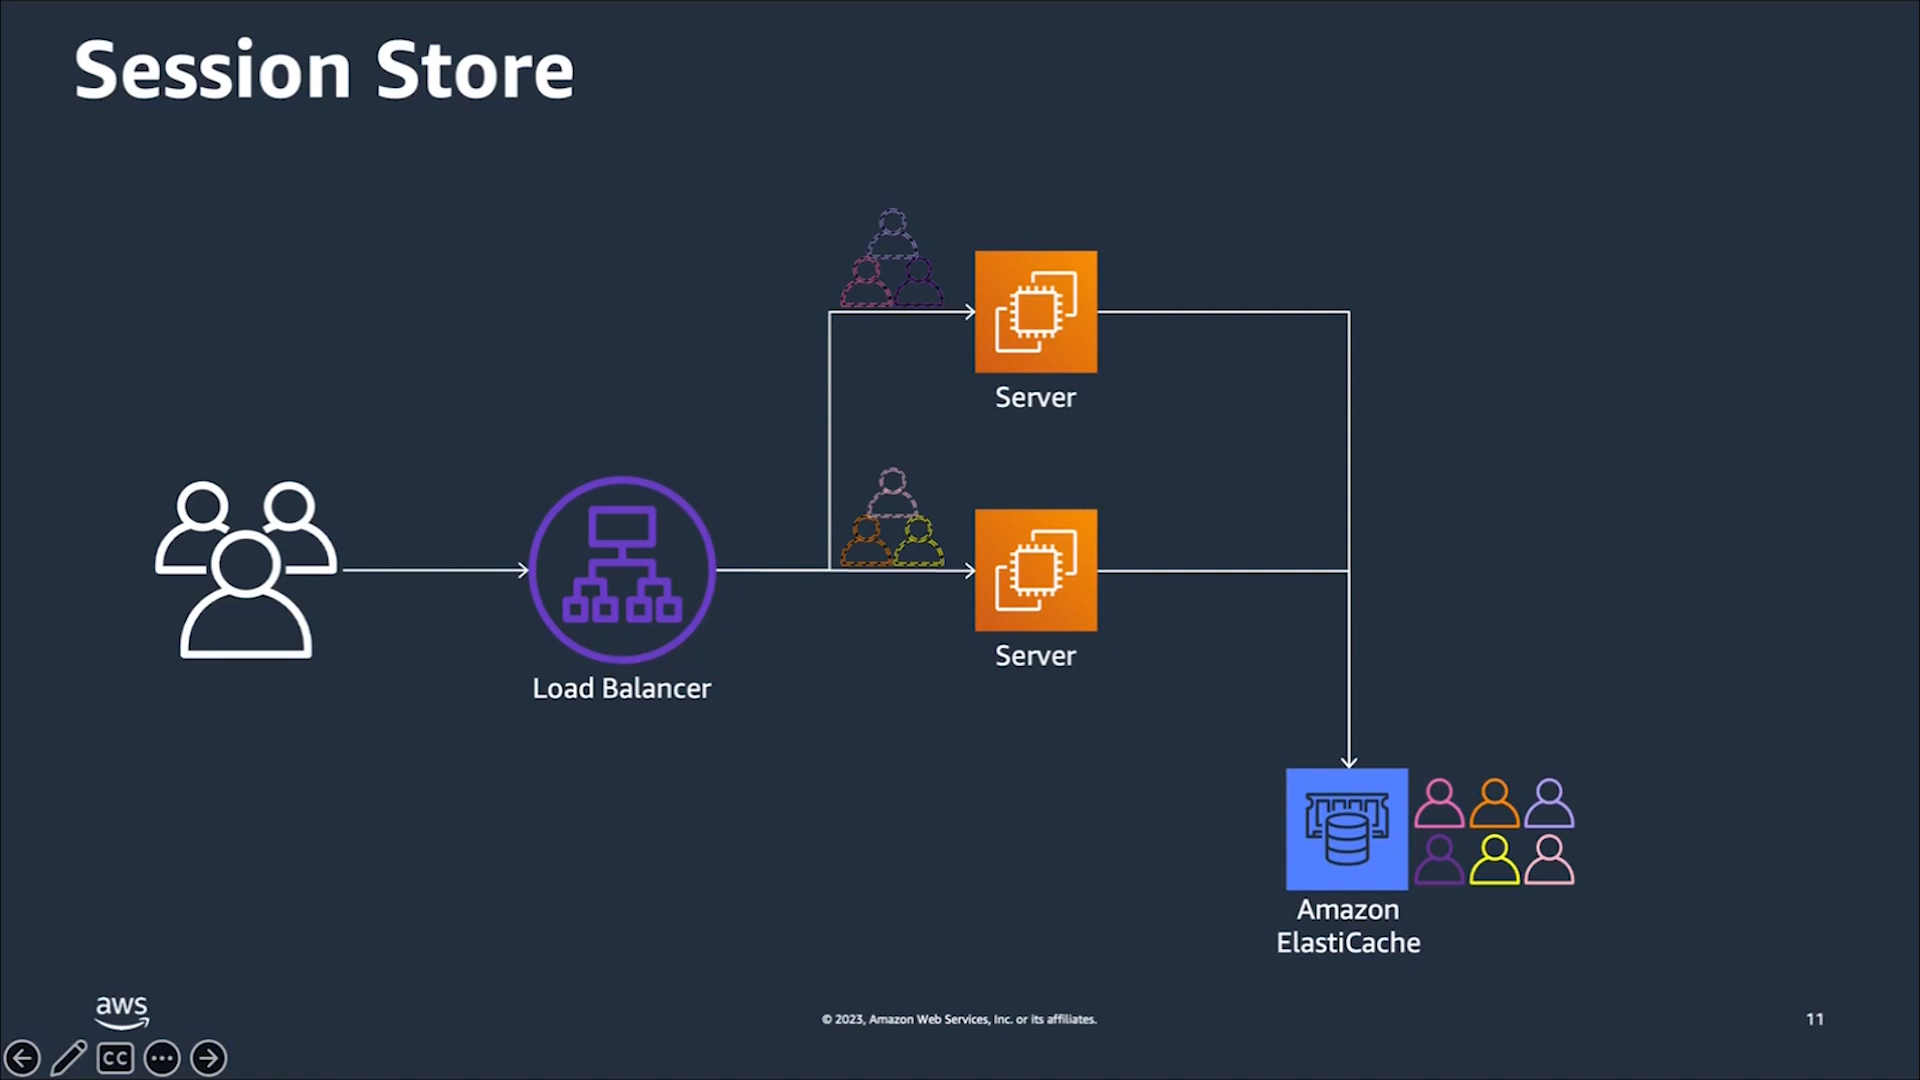 Session Store
Server
Server
Load Balancer
Amazon
ElastiCache
aws
© 2023, Amazon Web Services, Inc. or its affiliates.
11
CC